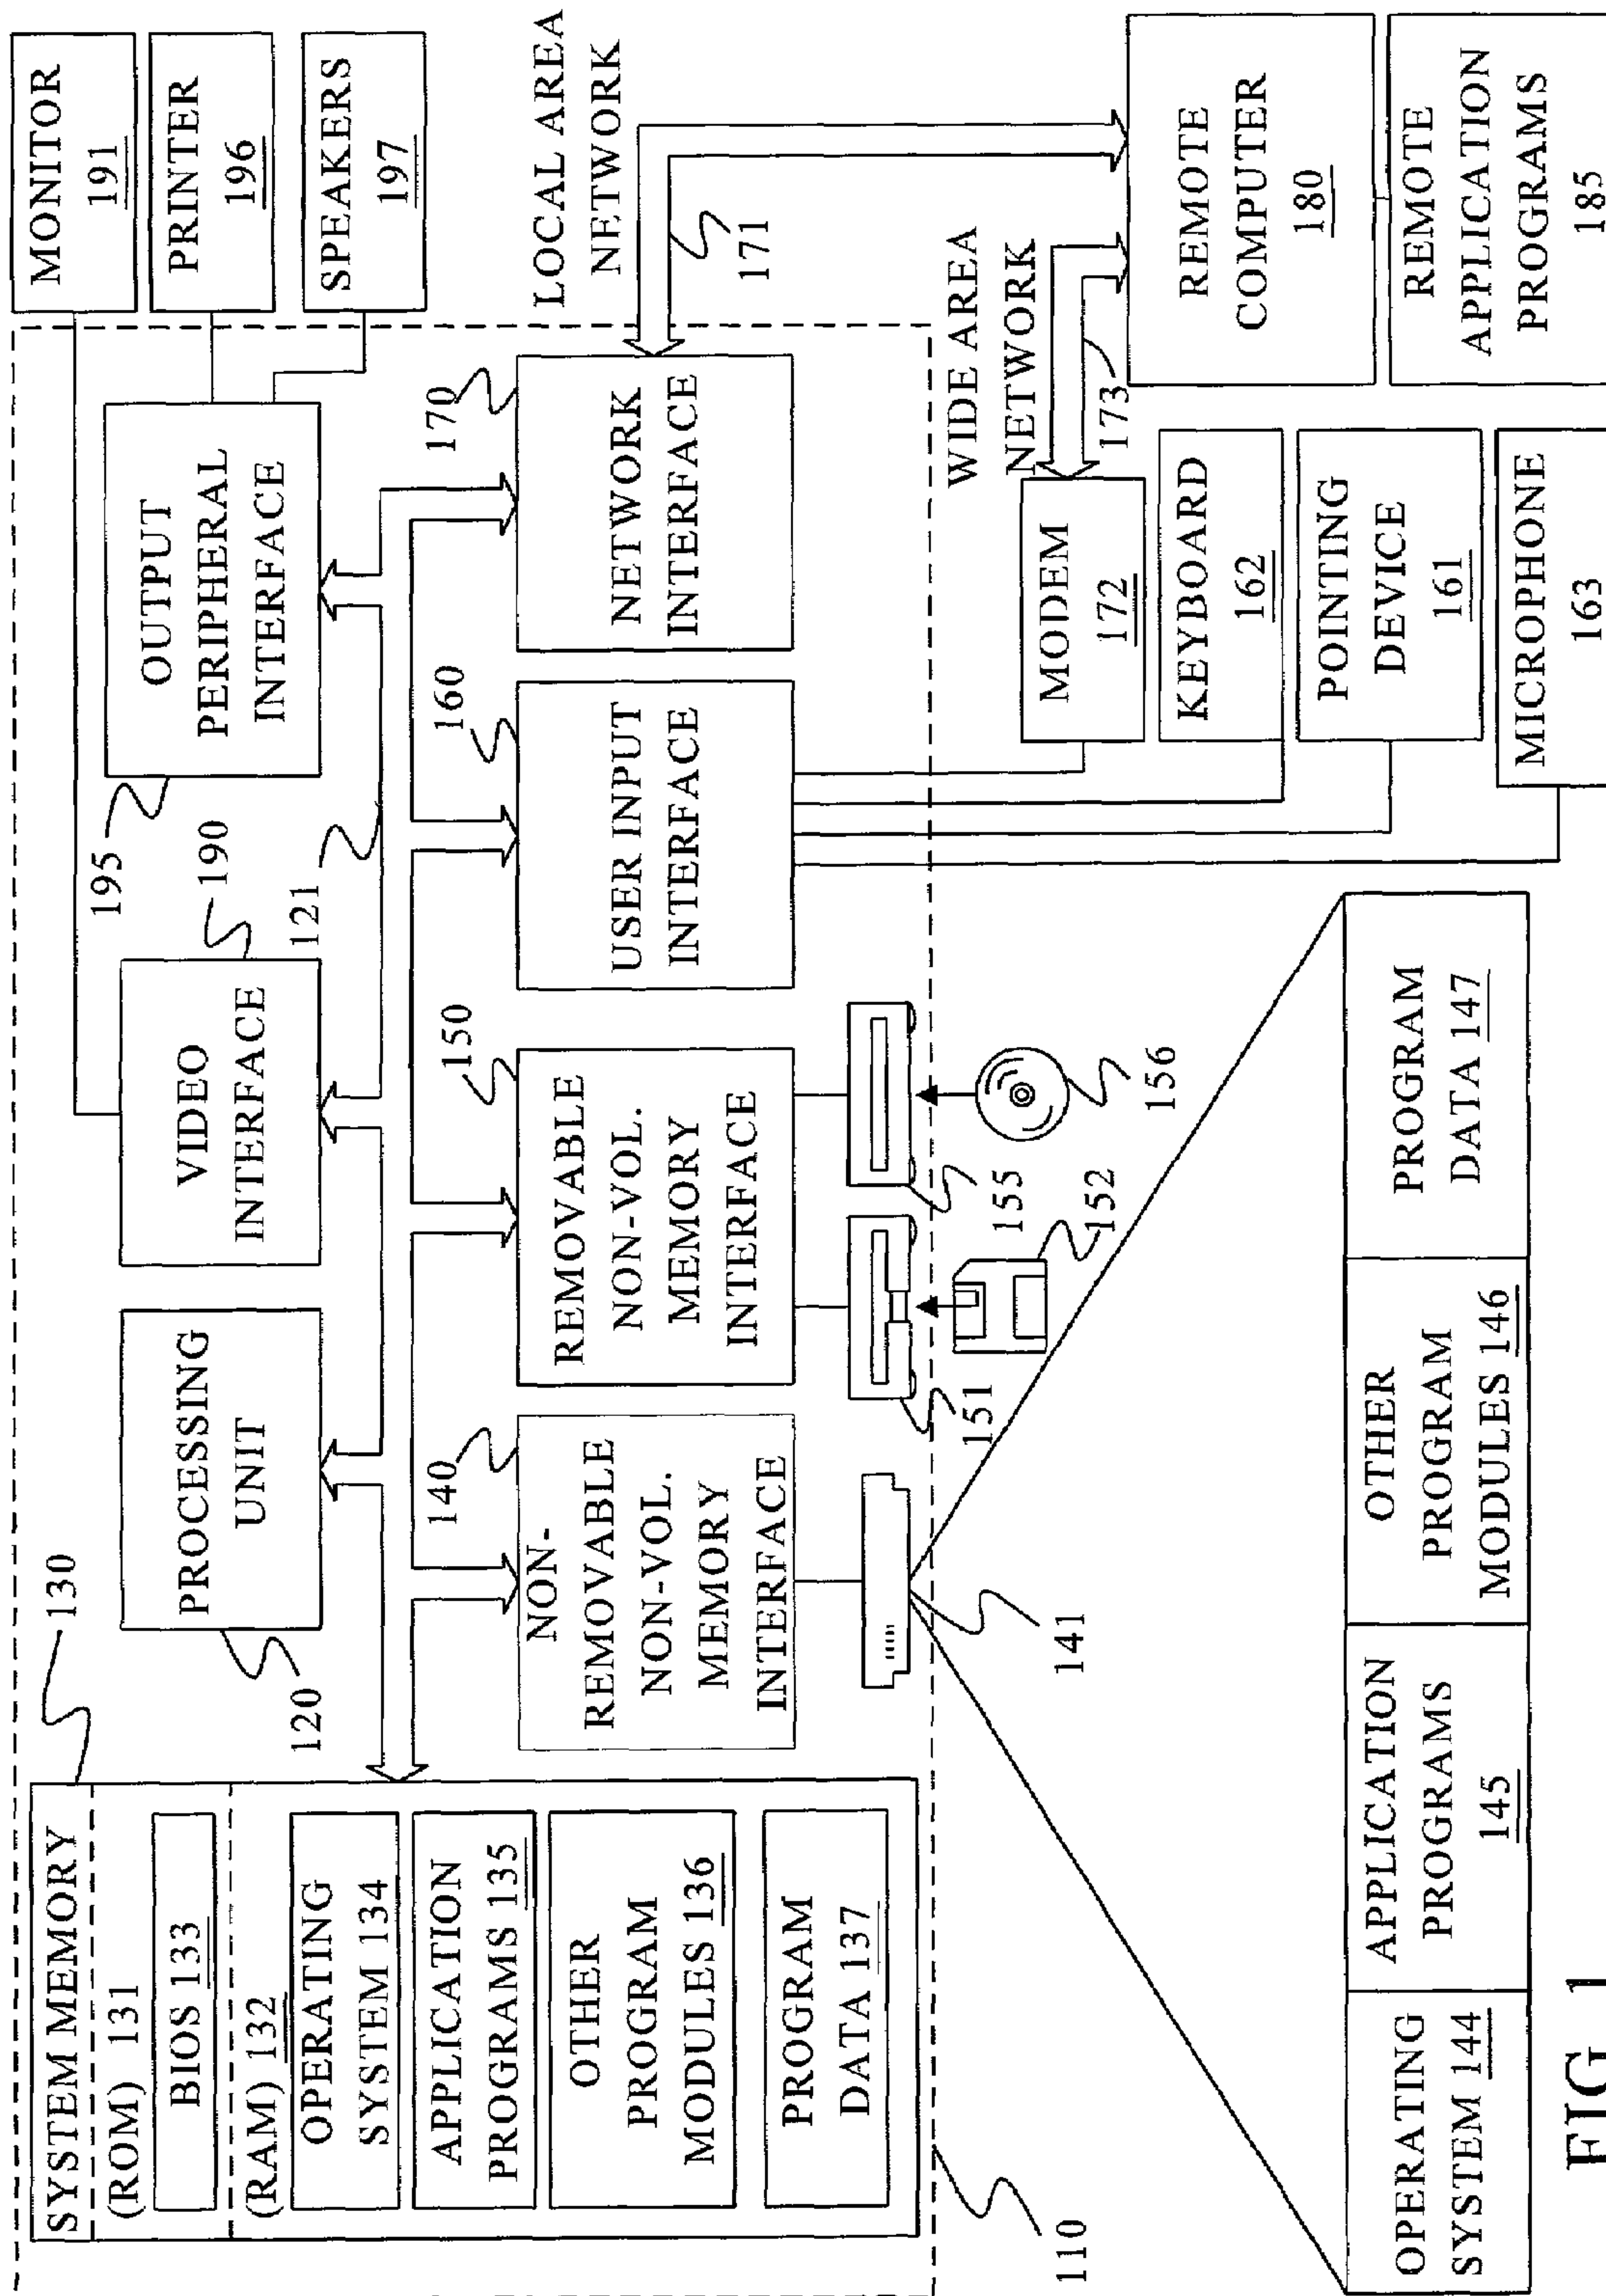 SYSTEM MEMORY
(ROM) 131
BIOS 133
(RAM) 132
OPERATING
SYSTEM 134
APPLICATION
PROGRAMS 135
OTHER
PROGRAM
MODULES 136
PROGRAM
DATA 137
130
PROCESSING
UNIT
120
VIDEO
INTERFACE
190
OUTPUT
PERIPHERAL
INTERFACE
195
121
MONITOR
191
PRINTER
196
SPEAKERS
197
NON-
REMOVABLE
NON-VOL.
MEMORY
INTERFACE
140
REMOVABLE
NON-VOL.
MEMORY
INTERFACE
150
USER INPUT
INTERFACE
160
NETWORK
INTERFACE
170
LOCAL AREA
NETWORK
171
141
151
152
155
156
WIDE AREA
NETWORK
173
MODEM
172
KEYBOARD
162
POINTING
DEVICE
161
MICROPHONE
163
REMOTE
COMPUTER
180
REMOTE
APPLICATION
PROGRAMS
185
110
OPERATING
SYSTEM 144
APPLICATION
PROGRAMS
145
OTHER
PROGRAM
MODULES 146
PROGRAM
DATA 147
FIG. 1